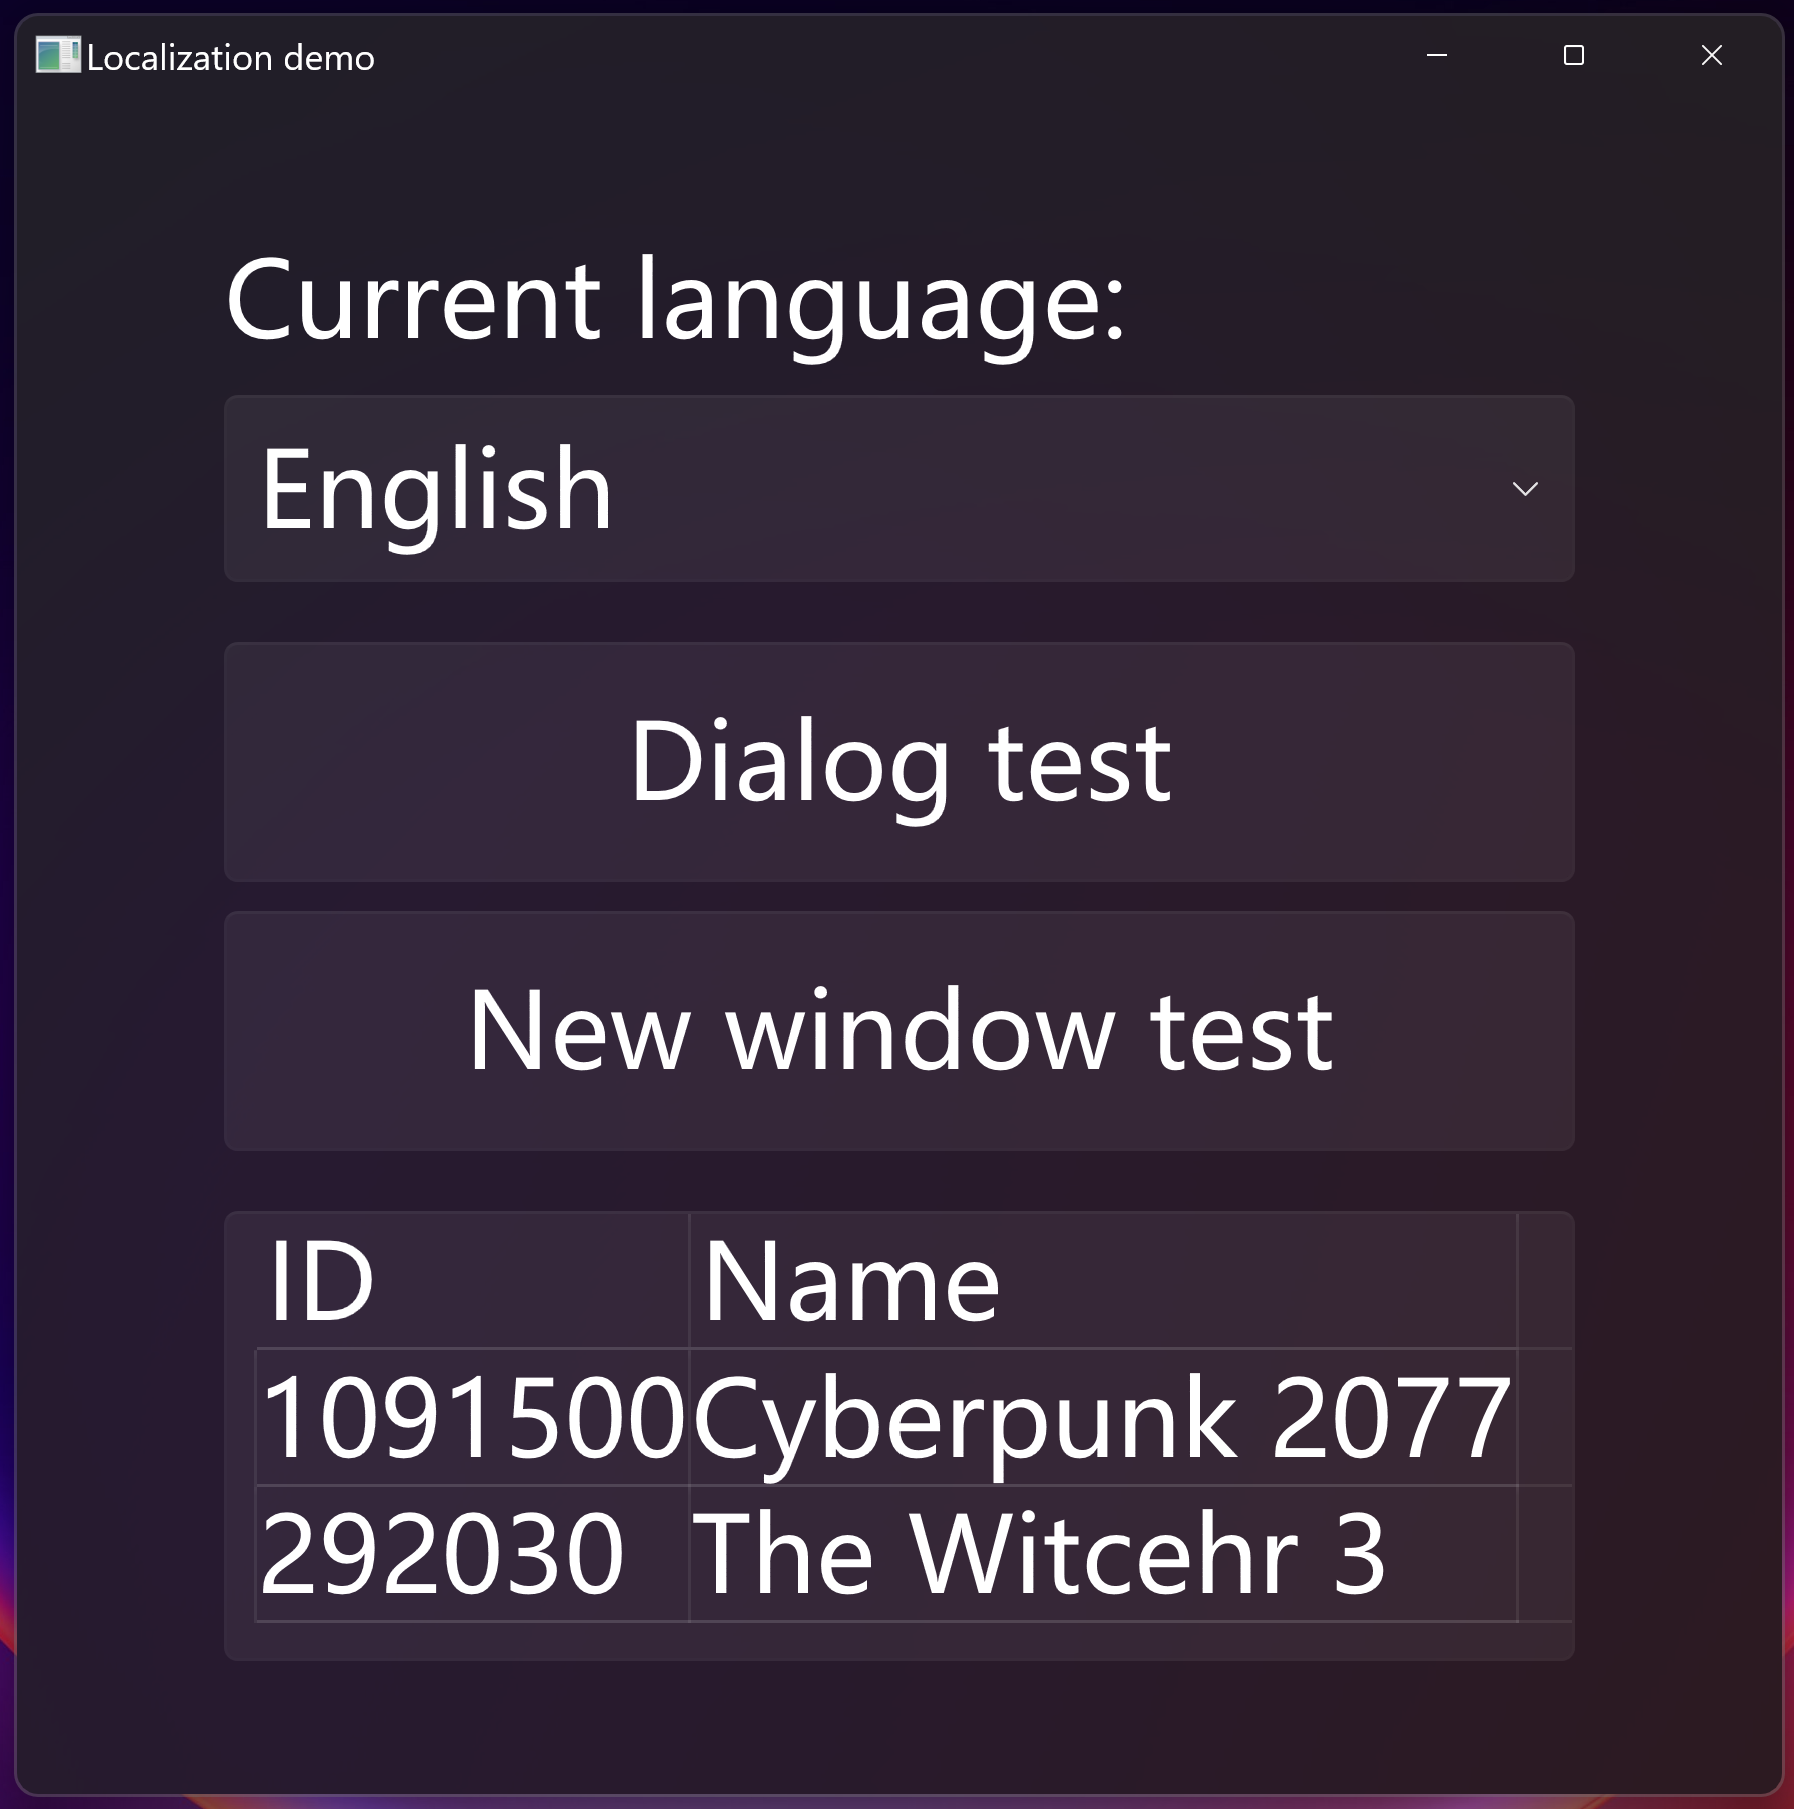 Localization demo
Current language:
English
Dialog test
New window test
ID Name
1091500 Cyberpunk 2077
292030 The Witcehr 3